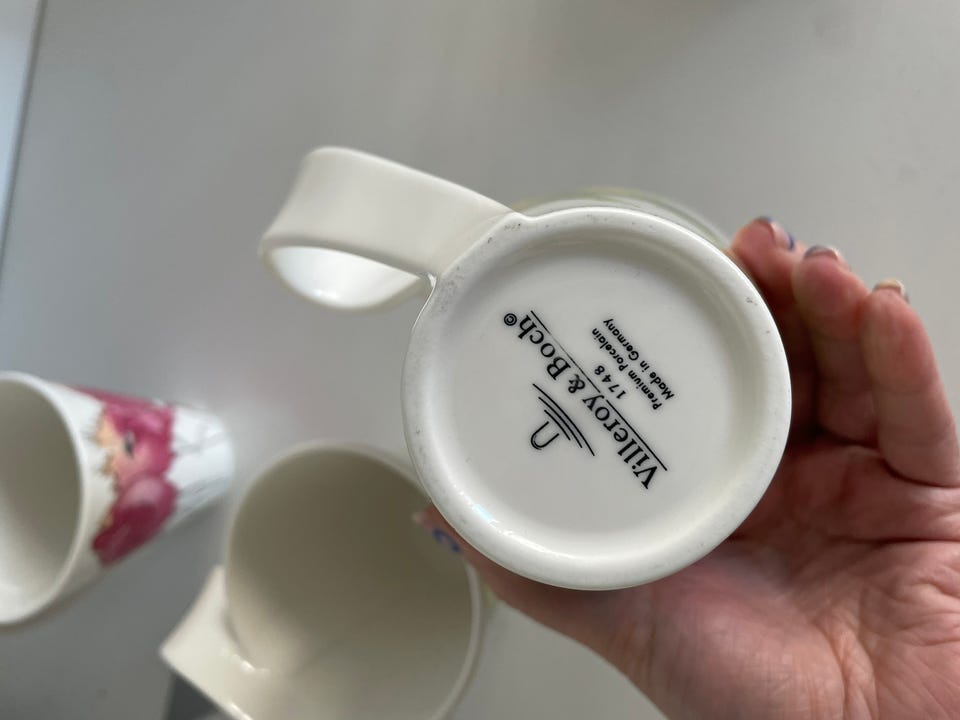 Villeroy & Boch©
1748
Premium Porcelain
Made in Germany